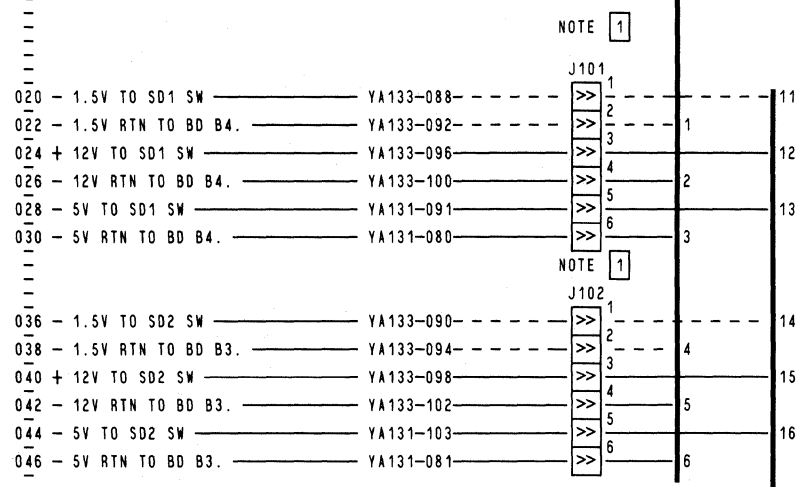 NOTE 1
J101
020 – 1.5V TO SD1 SW YA133–088 >> 1 11
022 – 1.5V RTN TO BD B4. YA133–092 >> 2 1
024 + 12V TO SD1 SW YA133–096 >> 3 12
026 – 12V RTN TO BD B4. YA133–100 >> 4 2
028 – 5V TO SD1 SW YA131–091 >> 5 13
030 – 5V RTN TO BD B4. YA131–080 >> 6 3
NOTE 1
J102
036 – 1.5V TO SD2 SW YA133–090 >> 1 14
038 – 1.5V RTN TO BD B3. YA133–094 >> 2 4
040 + 12V TO SD2 SW YA133–098 >> 3 15
042 – 12V RTN TO BD B3. YA133–102 >> 4 5
044 – 5V TO SD2 SW YA131–103 >> 5 16
046 – 5V RTN TO BD B3. YA131–081 >> 6 6